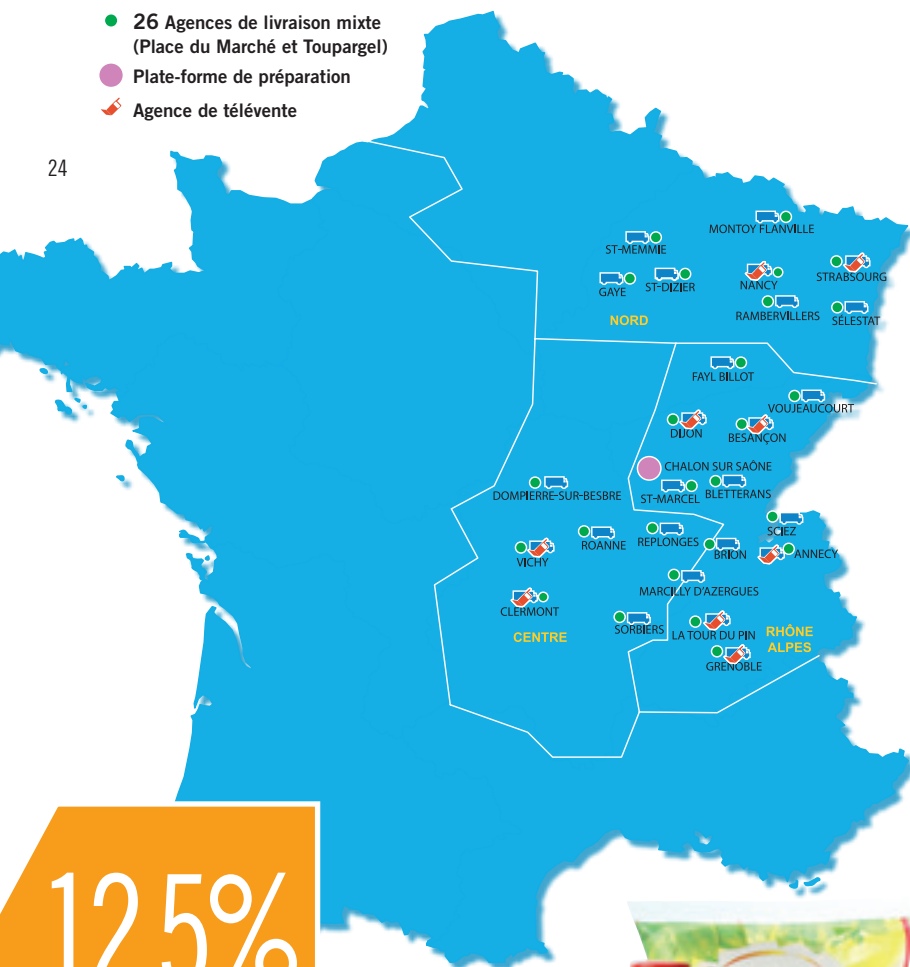 26 Agences de livraison mixte
(Place du Marché et Toupargel)
Plate-forme de préparation
Agence de télévente
24
MONTOY FLANVILLE
ST-MEMMIE
STRABSOURG
NANCY
GAYE
ST-DIZIER
RAMBERVILLERS
SÉLESTAT
NORD
FAYL BILLOT
VOUJEAUCOURT
DIJON
BESANÇON
CHALON SUR SAÔNE
DOMPIERRE-SUR-BESBRE
ST-MARCEL
BLETTERANS
SCIEZ
ROANNE
REPLONGES
BRION
ANNECY
VICHY
MARCILLY D'AZERGUES
CLERMONT
SORBIERS
LA TOUR DU PIN
CENTRE
RHÔNE
ALPES
GRENOBLE
12,5%